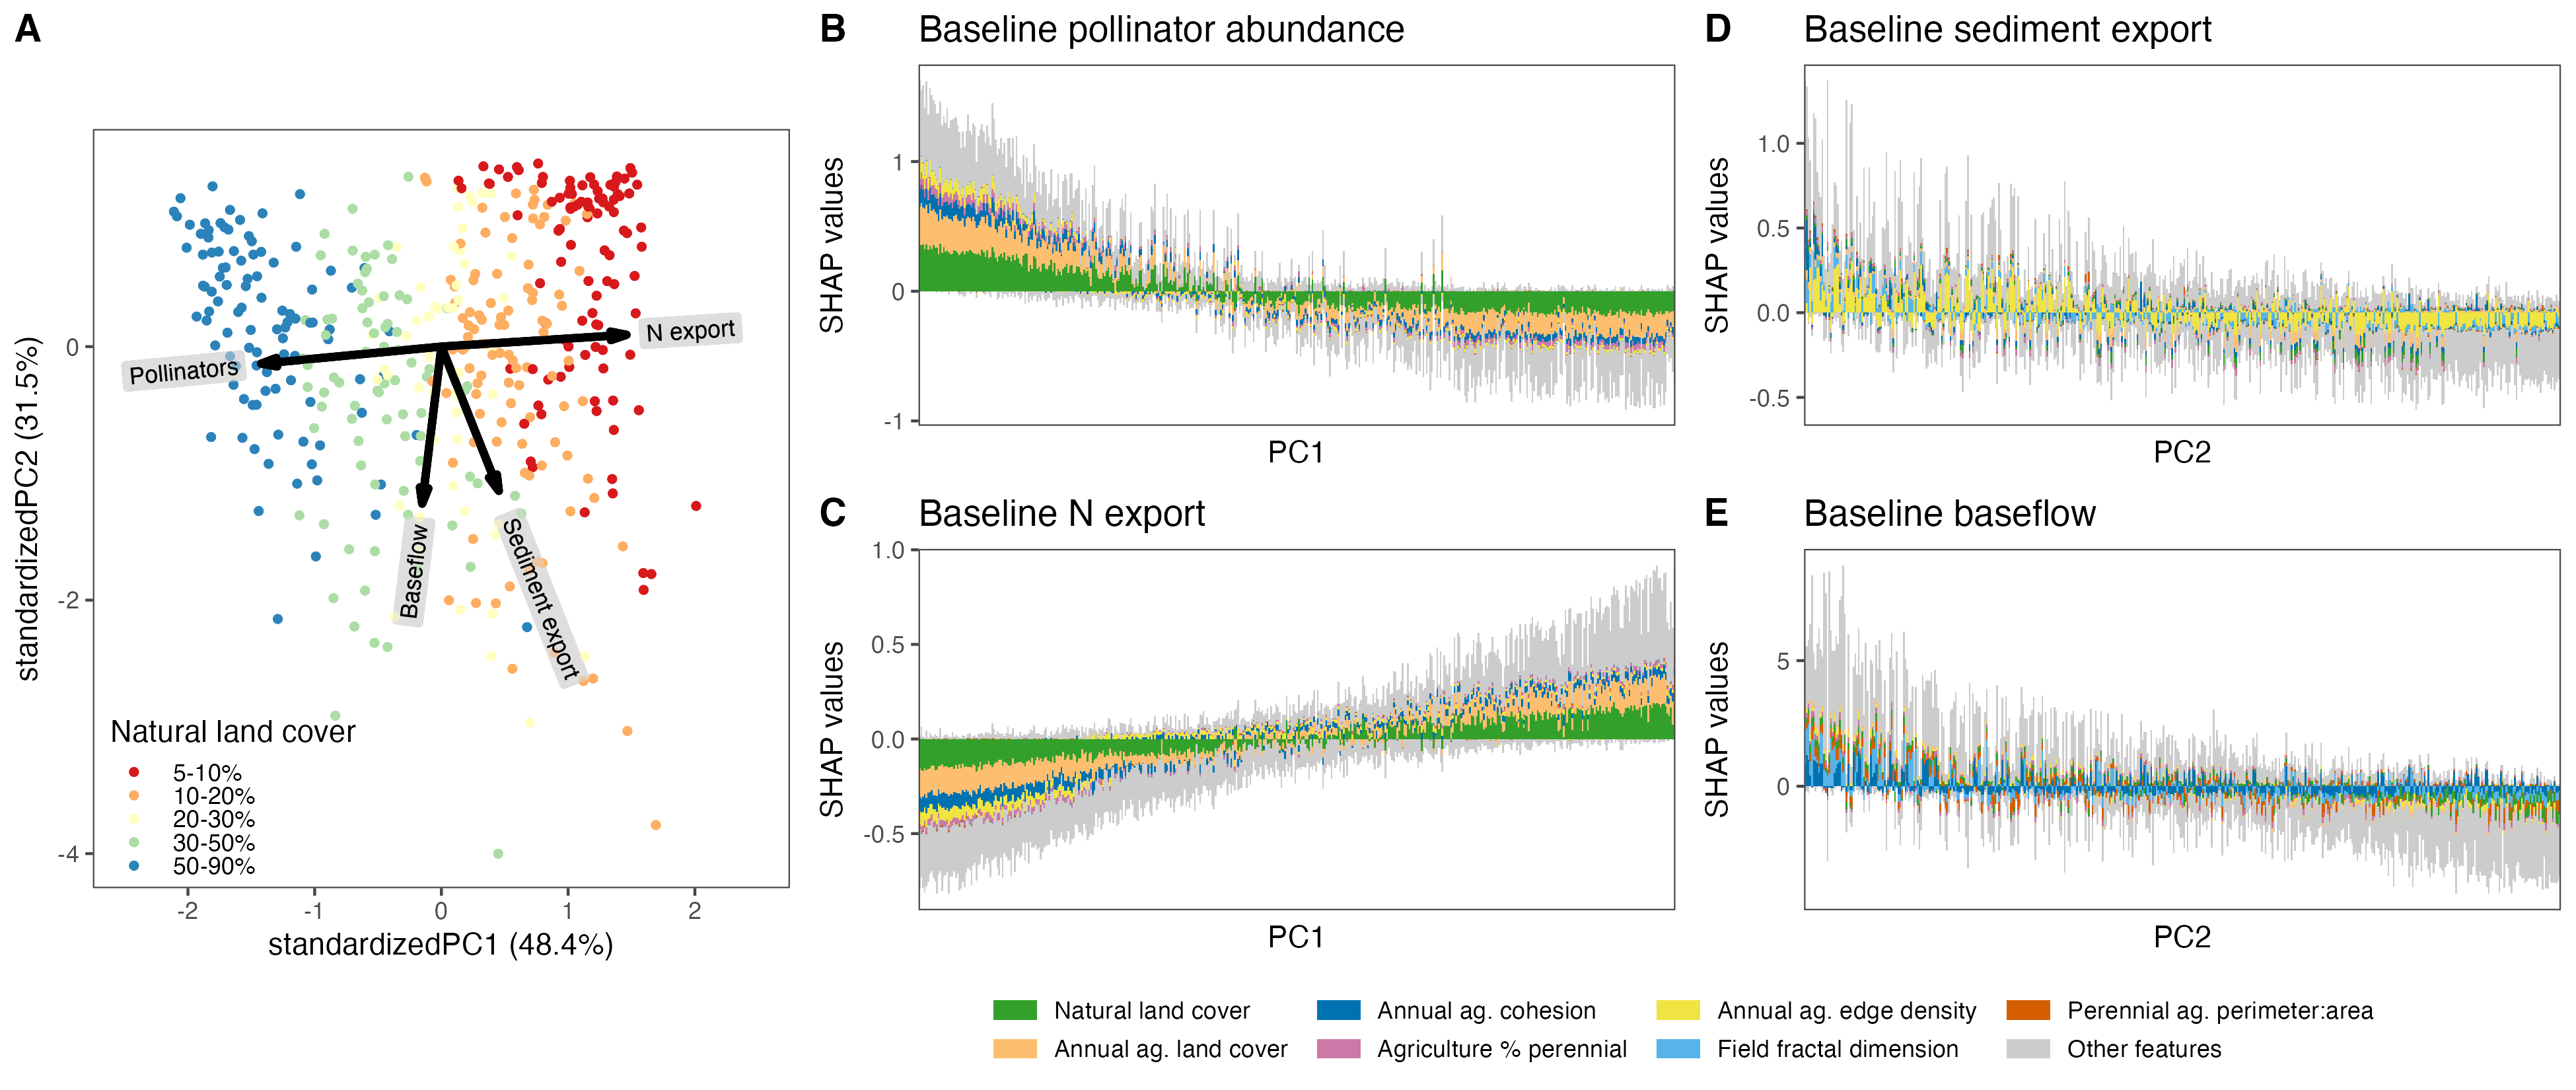 A
standardizedPC2 (31.5%)
0
-2
-4
Pollinators
N export
Baseflow
Sediment export
Natural land cover
5-10%
10-20%
20-30%
30-50%
50-90%
-2
-1
0
1
2
standardizedPC1 (48.4%)
B
Baseline pollinator abundance
SHAP values
1
0
-1
PC1
C
Baseline N export
SHAP values
1.0
0.5
0.0
-0.5
PC1
D
Baseline sediment export
SHAP values
1.0
0.5
0.0
-0.5
PC2
E
Baseline baseflow
SHAP values
5
0
PC2
Natural land cover
Annual ag. cohesion
Annual ag. edge density
Perennial ag. perimeter:area
Annual ag. land cover
Agriculture % perennial
Field fractal dimension
Other features